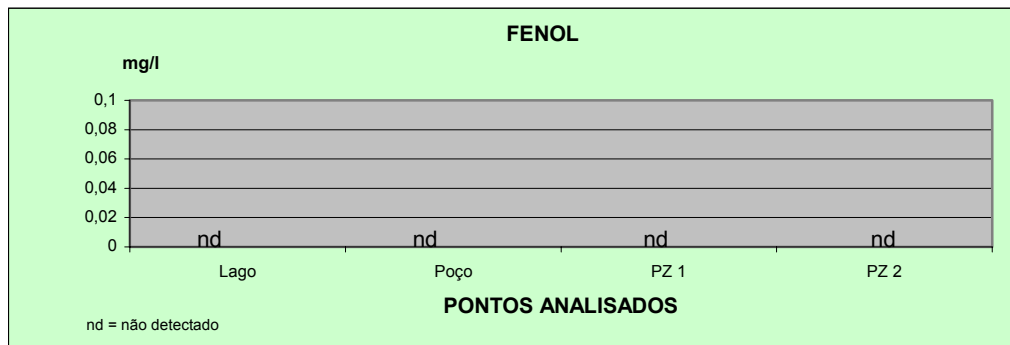 FENOL
mg/l
0,1
0,08
0,06
0,04
0,02
0
nd nd nd nd
Lago Poço PZ 1 PZ 2
PONTOS ANALISADOS
nd = não detectado